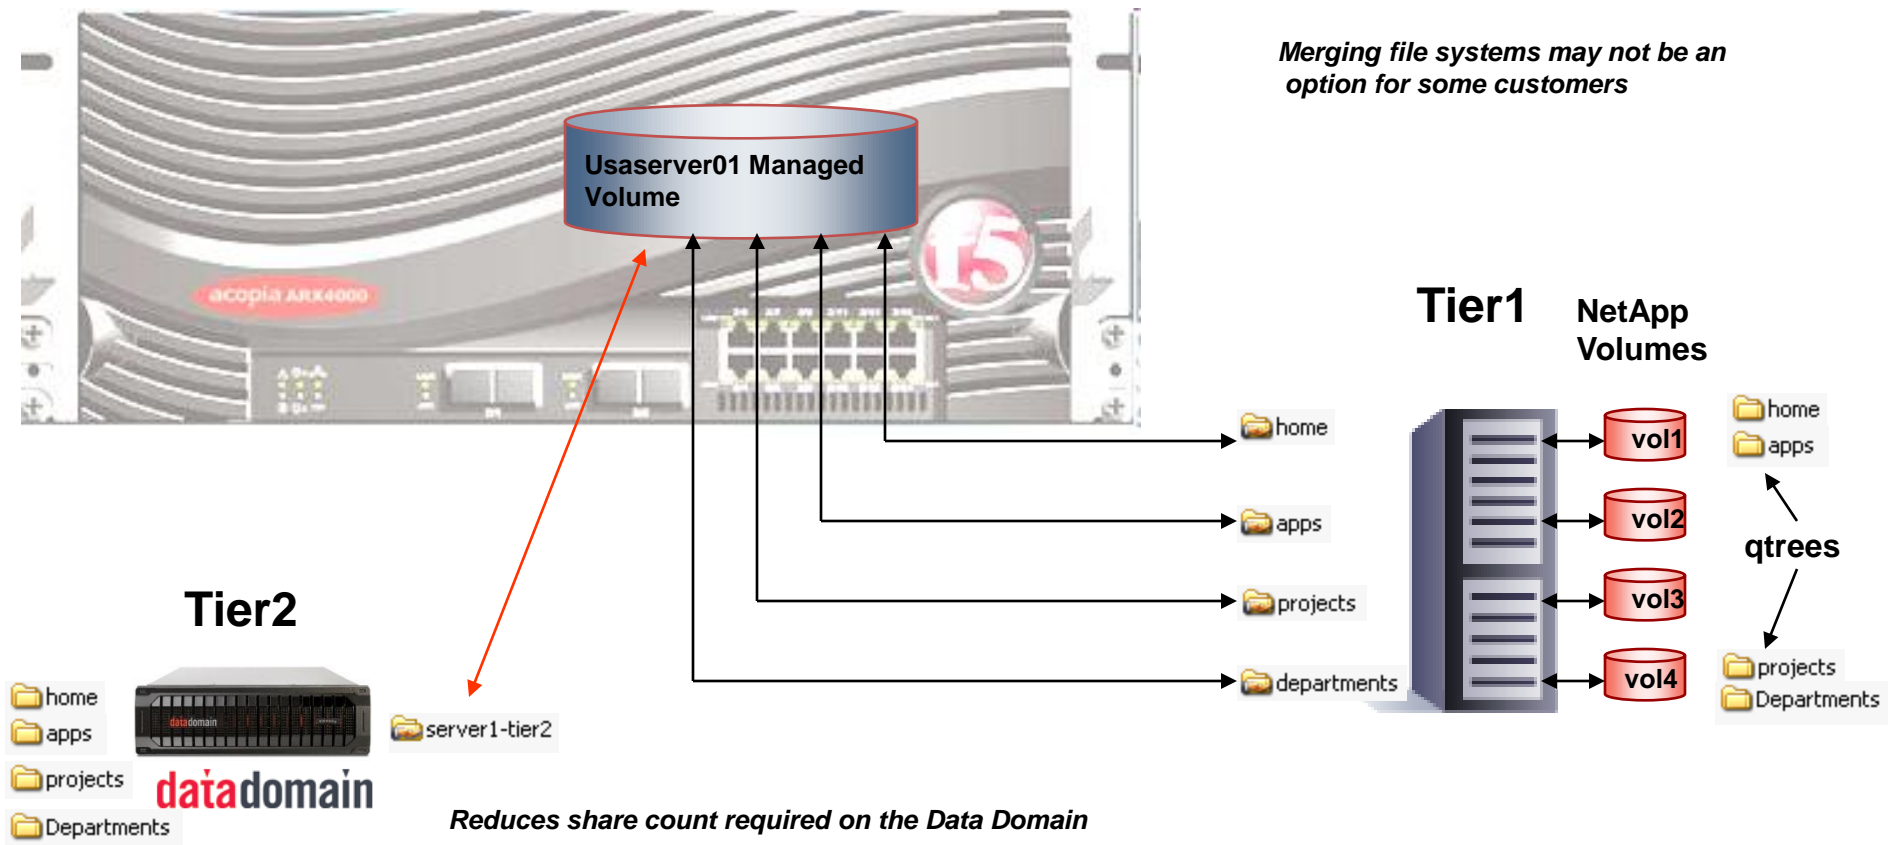 Merging file systems may not be an
option for some customers
Usaserver01 Managed
Volume
f5
acopia ARX4000
Tier1
NetApp
Volumes
home
apps
home
vol1
apps
vol2
qtrees
projects
vol3
departments
vol4
projects
Departments
Tier2
home
apps
projects
Departments
datadomain
server1-tier2
datadomain
Reduces share count required on the Data Domain